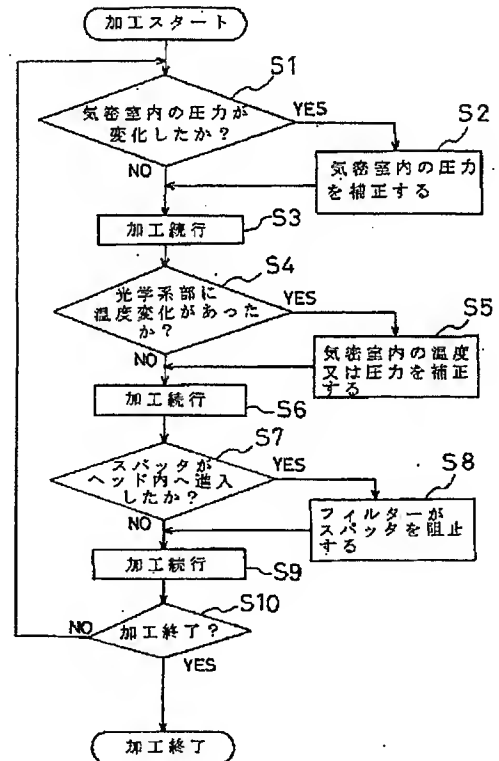 加工スタート
S1
気密室内の圧力が
変化したか?
YES
S2
NO
気密室内の圧力
を補正する
S3
加工続行
S4
光学系部に
温度変化があった
か?
YES
S5
NO
気密室内の温度
又は圧力を補正
する
加工続行
S6
S7
スパッタが
ヘッド内へ進入
したか?
YES
S8
NO
フィルターが
スパッタを阻止
する
加工続行
S9
S10
NO
加工終了?
YES
加工終了